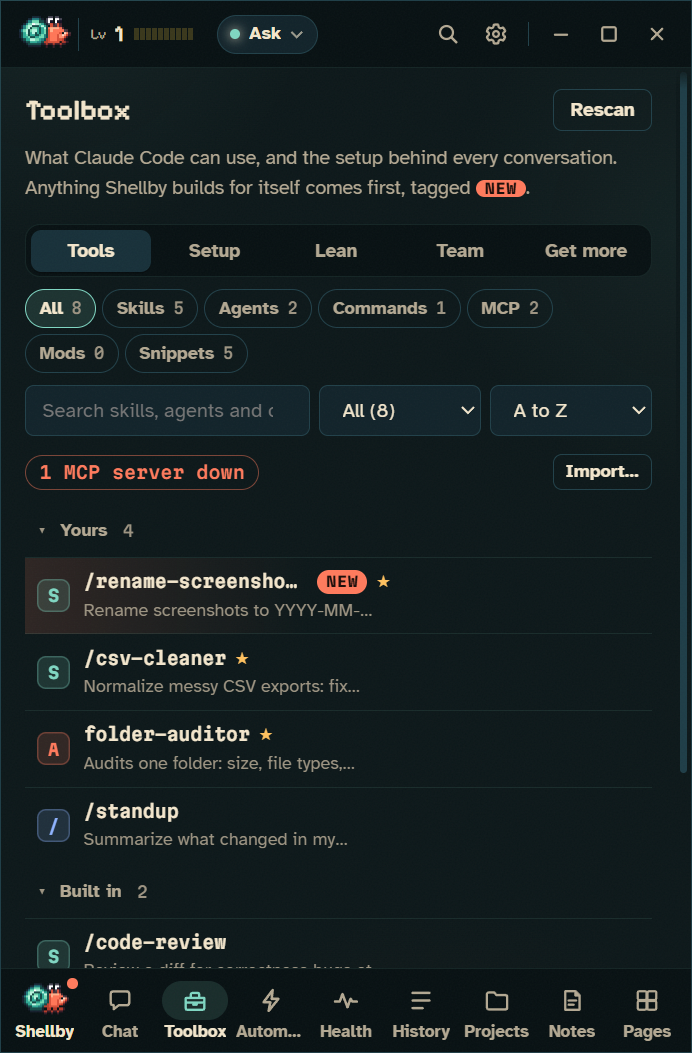 Lv 1 Ask
Toolbox
Rescan
What Claude Code can use, and the setup behind every conversation.
Anything Shellby builds for itself comes first, tagged NEW.
Tools Setup Lean Team Get more
All 8 Skills 5 Agents 2 Commands 1 MCP 2
Mods 0 Snippets 5
Search skills, agents and c All (8) A to Z
1 MCP server down Import...
Yours 4
S /rename-screensho… NEW ★
Rename screenshots to YYYY-MM-…
S /csv-cleaner ★
Normalize messy CSV exports: fix…
A folder-auditor ★
Audits one folder: size, file types,…
/ /standup
Summarize what changed in my…
Built in 2
S /code-review
Shellby Chat Toolbox Autom… Health History Projects Notes Pages